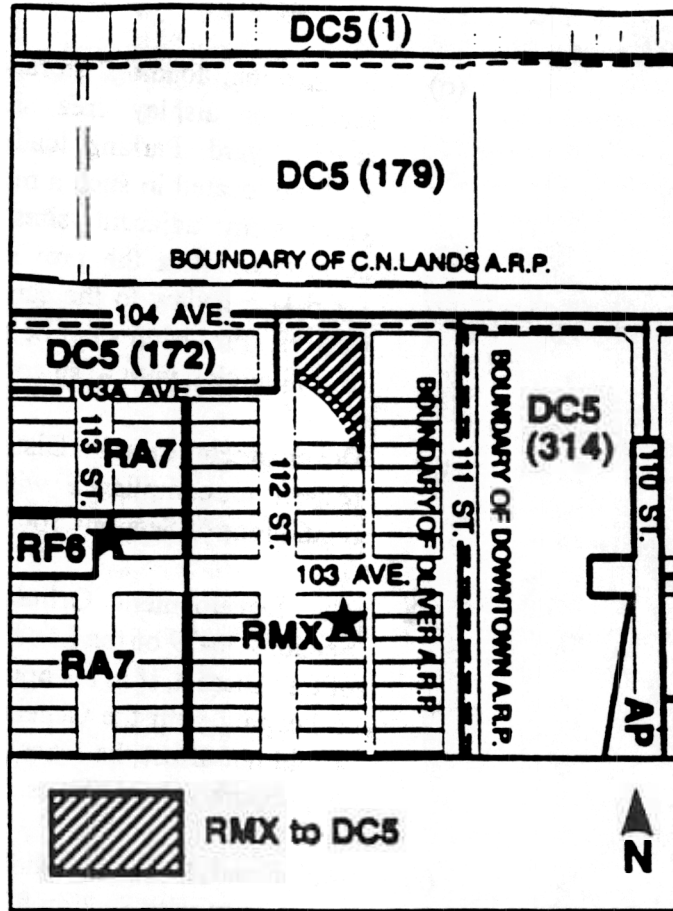 DC5 (1)
DC5 (179)
BOUNDARY OF C.N. LANDS A.R.P.
104 AVE.
DC5 (172)
103A AVE.
113 ST.
RA7
112 ST.
BOUNDARY OF OLIVER A.R.P.
111 ST.
BOUNDARY OF DOWNTOWN A.R.P.
DC5
(314)
110 ST.
RF6
103 AVE.
RMX
RA7
AP
RMX to DC5
N